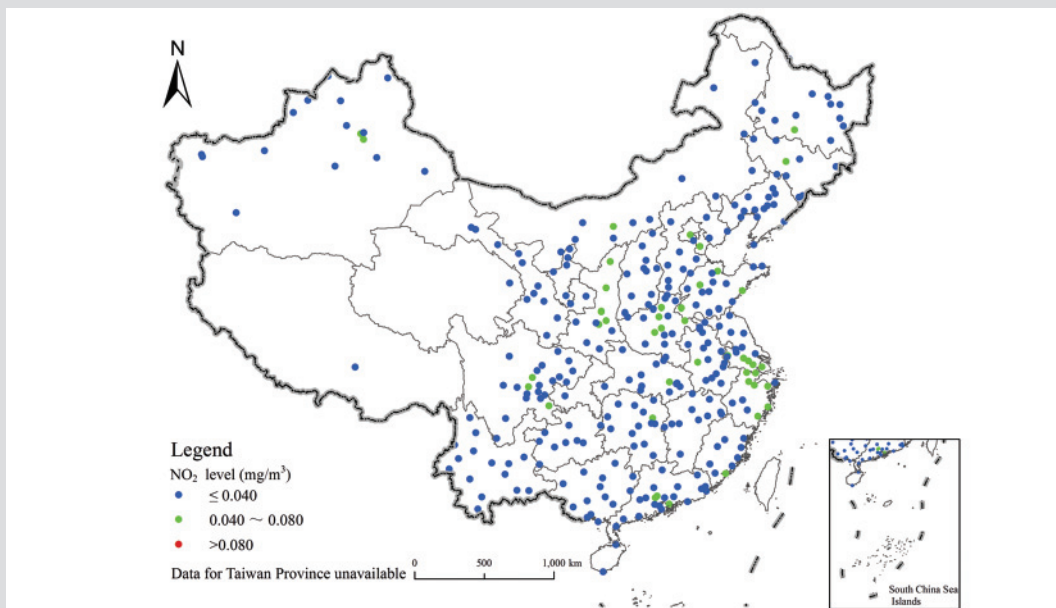 N
Legend
NO₂ level (mg/m³)
≤ 0.040
0.040 ～ 0.080
>0.080
Data for Taiwan Province unavailable
0 500 1,000 km
South China Sea
Islands